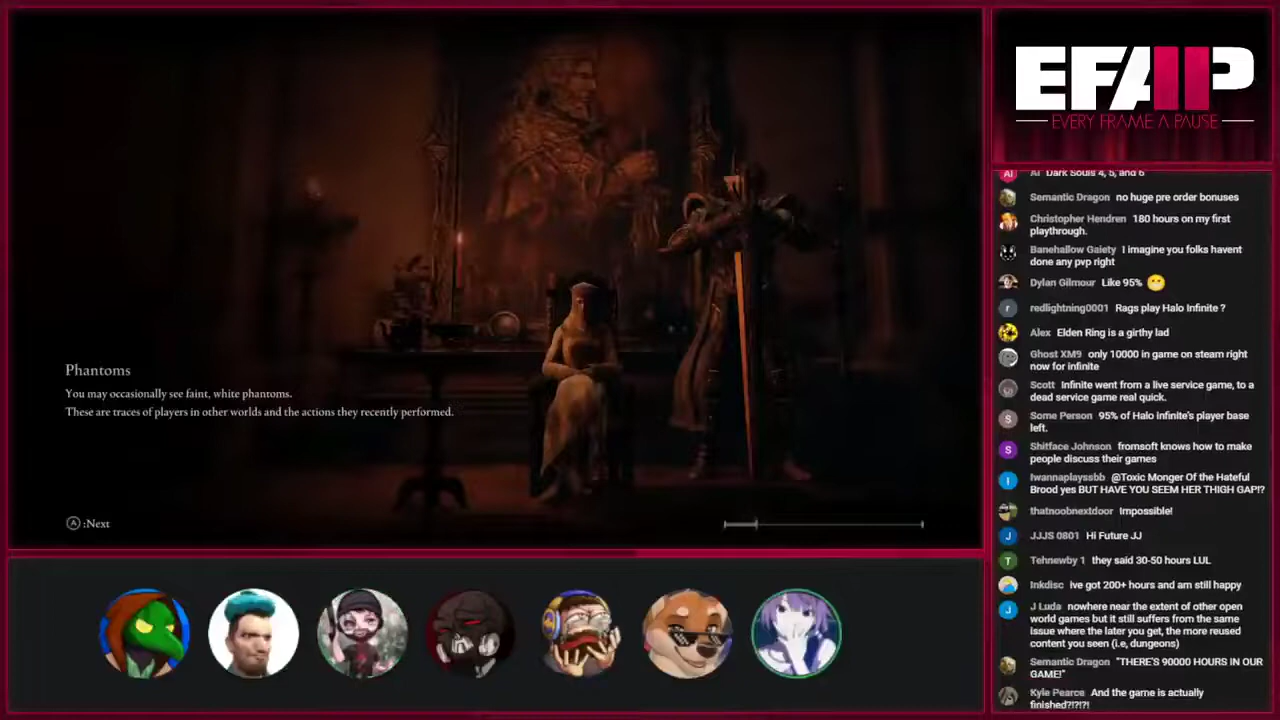 Phantoms
You may occasionally see faint, white phantoms.
These are traces of players in other worlds and the actions they recently performed.
A :Next
EFAP
EVERY FRAME A PAUSE
AI AI Dark Souls 4, 5, and 6
Semantic Dragon no huge pre order bonuses
Christopher Hendren 180 hours on my first
playthrough.
Banehallow Gaiety I imagine you folks havent
done any pvp right
Dylan Gilmour Like 95% 😬
r redlightning0001 Rags play Halo Infinite ?
Alex Elden Ring is a girthy lad
Ghost XM9 only 10000 in game on steam right
now for infinite
Scott Infinite went from a live service game, to a
dead service game real quick.
S Some Person 95% of Halo infinite's player base
left.
S Shitface Johnson fromsoft knows how to make
people discuss their games
I Iwannaplayssbb @Toxic Monger Of the Hateful
Brood yes BUT HAVE YOU SEEM HER THIGH GAP!?
thatnoobnextdoor Impossible!
J JJJS 0801 Hi Future JJ
T Tehnewby 1 they said 30-50 hours LUL
Inkdisc ive got 200+ hours and am still happy
J J Luda nowhere near the extent of other open
world games but it still suffers from the same
issue where the later you get, the more reused
content you seen (i.e, dungeons)
Semantic Dragon "THERE'S 90000 HOURS IN OUR
GAME!"
Kyle Pearce And the game is actually
finished?!?!?!